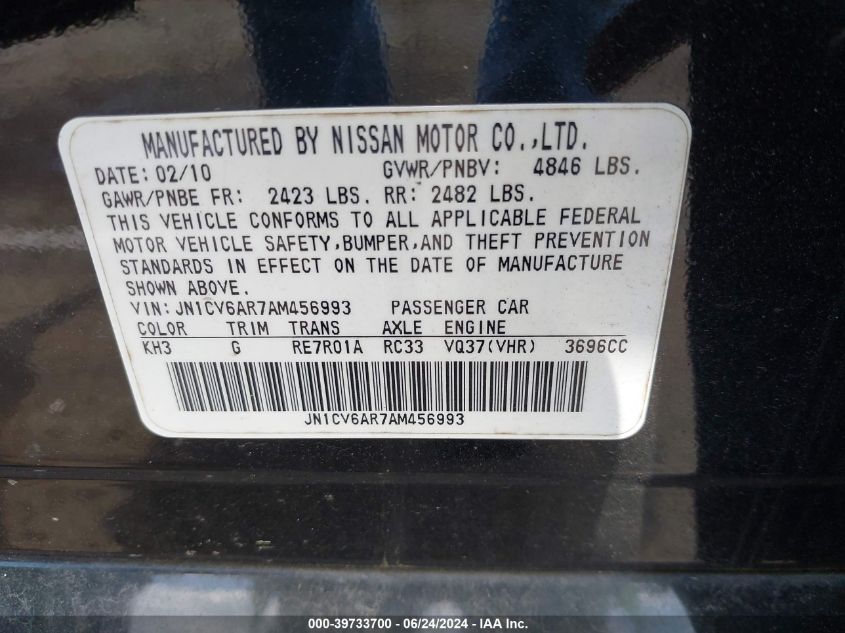 MANUFACTURED BY NISSAN MOTOR CO.,LTD.
DATE: 02/10 GVWR/PNBV: 4846 LBS.
GAWR/PNBE FR: 2423 LBS. RR: 2482 LBS.
THIS VEHICLE CONFORMS TO ALL APPLICABLE FEDERAL
MOTOR VEHICLE SAFETY,BUMPER,AND THEFT PREVENTION
STANDARDS IN EFFECT ON THE DATE OF MANUFACTURE
SHOWN ABOVE.
VIN:JN1CV6AR7AM456993 PASSENGER CAR
COLOR TRIM TRANS AXLE ENGINE
KH3 G RE7R01A RC33 VQ37(VHR) 3696CC
JN1CV6AR7AM456993
000-39733700 - 06/24/2024 - IAA Inc.